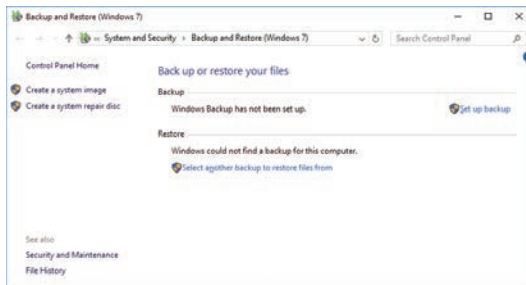 Backup and Restore (Windows 7)
« System and Security › Backup and Restore (Windows 7)
Search Control Panel
Control Panel Home
Create a system image
Create a system repair disc
Back up or restore your files
Backup
Windows Backup has not been set up.
Set up backup
Restore
Windows could not find a backup for this computer.
Select another backup to restore files from
See also
Security and Maintenance
File History